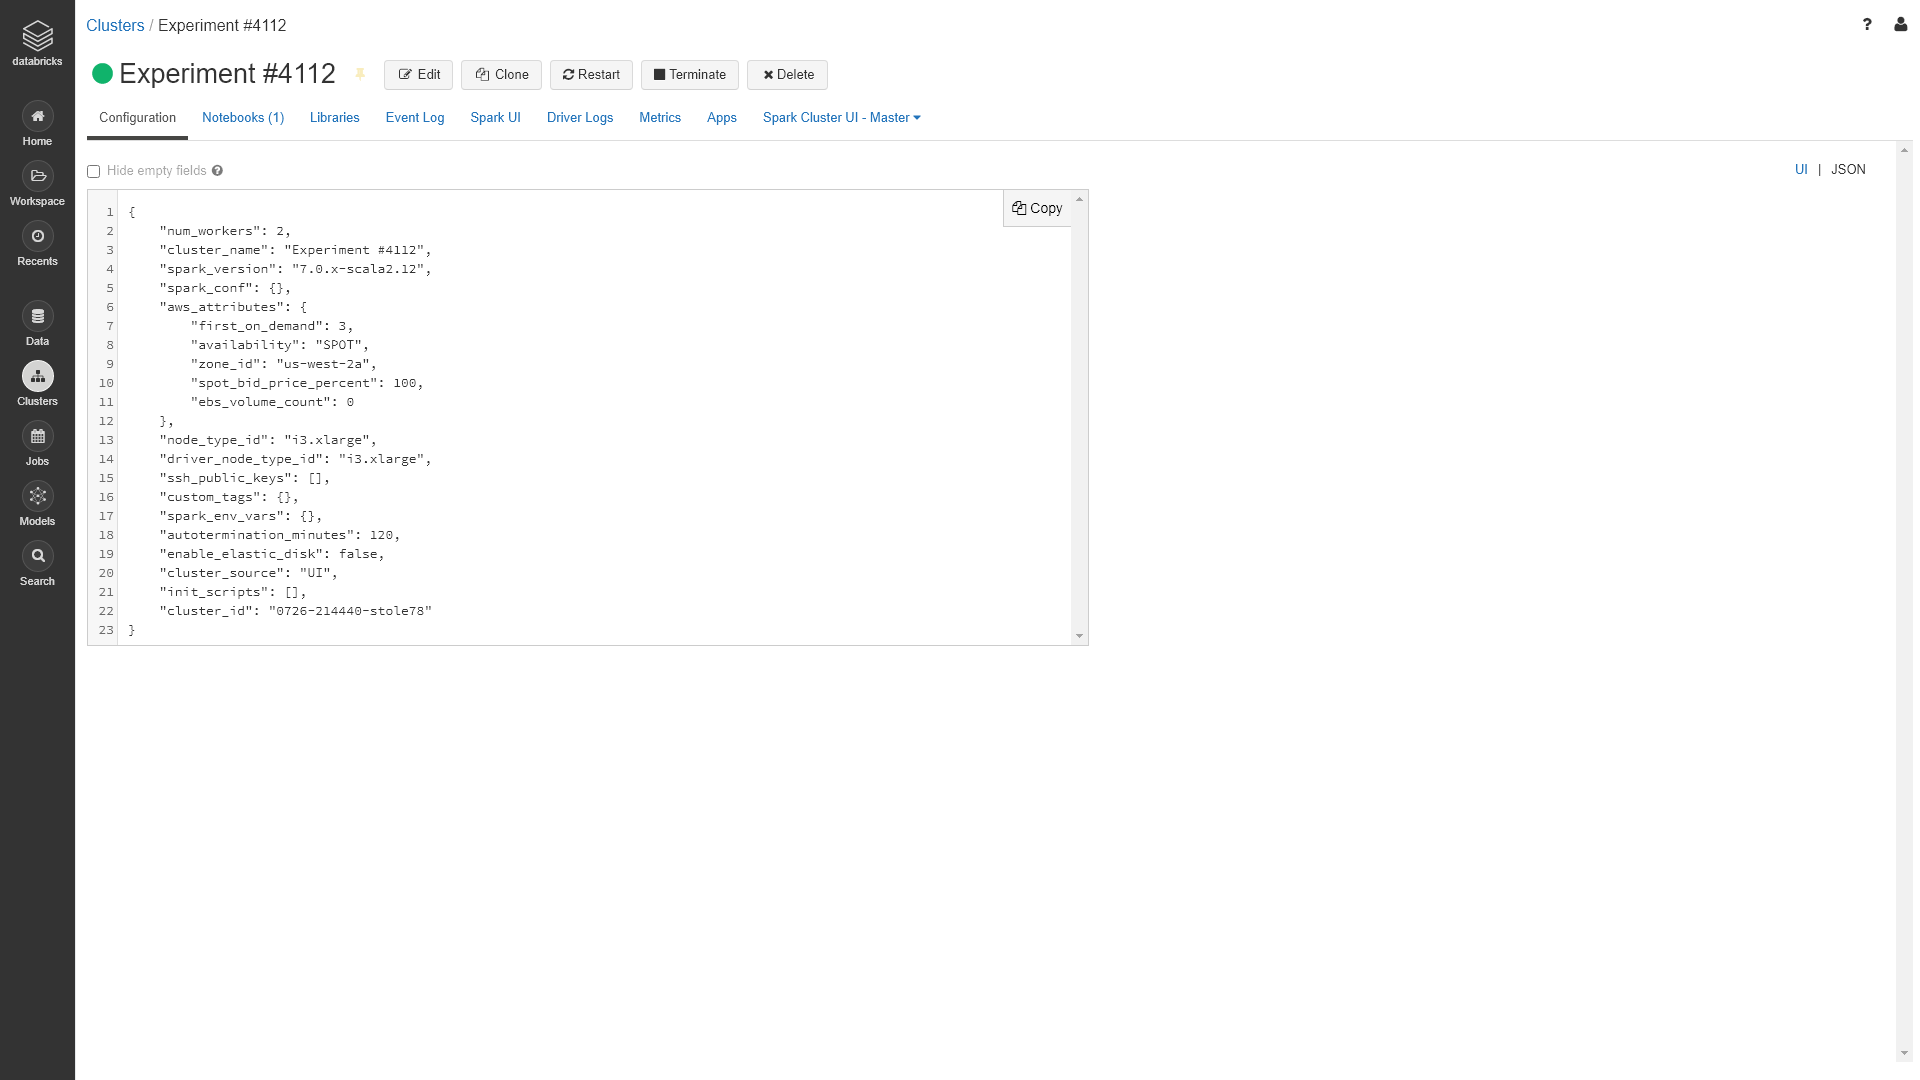 databricks
Home
Workspace
Recents
Data
Clusters
Jobs
Models
Search
Clusters / Experiment #4112
?
Experiment #4112
Edit
Clone
Restart
Terminate
Delete
Configuration
Notebooks (1)
Libraries
Event Log
Spark UI
Driver Logs
Metrics
Apps
Spark Cluster UI - Master
Hide empty fields ?
UI | JSON
Copy
1 {
2 "num_workers": 2,
3 "cluster_name": "Experiment #4112",
4 "spark_version": "7.0.x-scala2.12",
5 "spark_conf": {},
6 "aws_attributes": {
7 "first_on_demand": 3,
8 "availability": "SPOT",
9 "zone_id": "us-west-2a",
10 "spot_bid_price_percent": 100,
11 "ebs_volume_count": 0
12 },
13 "node_type_id": "i3.xlarge",
14 "driver_node_type_id": "i3.xlarge",
15 "ssh_public_keys": [],
16 "custom_tags": {},
17 "spark_env_vars": {},
18 "autotermination_minutes": 120,
19 "enable_elastic_disk": false,
20 "cluster_source": "UI",
21 "init_scripts": [],
22 "cluster_id": "0726-214440-stole78"
23 }